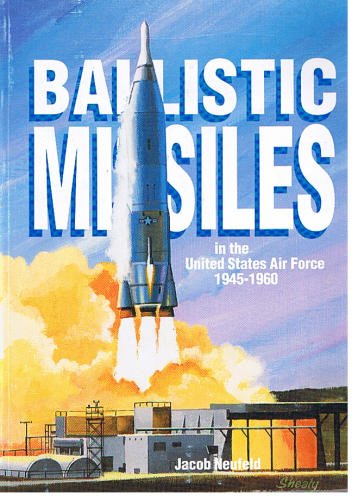 BALLISTIC
MISSILES
in the
United States Air Force
1945-1960
Jacob Neufeld
Shealy